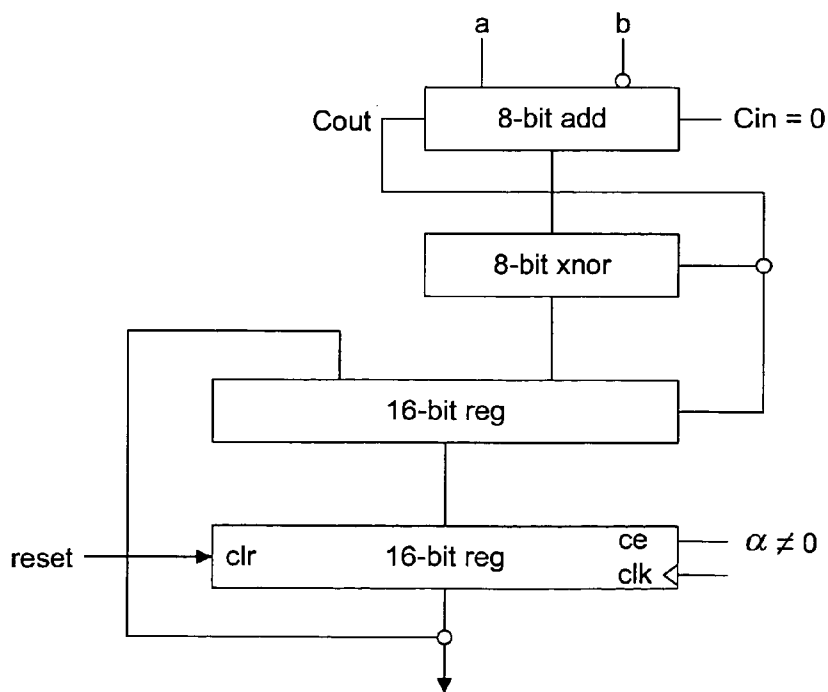 a
b
Cout
8-bit add
Cin = 0
8-bit xnor
16-bit reg
reset
clr
16-bit reg
ce
clk
α ≠ 0